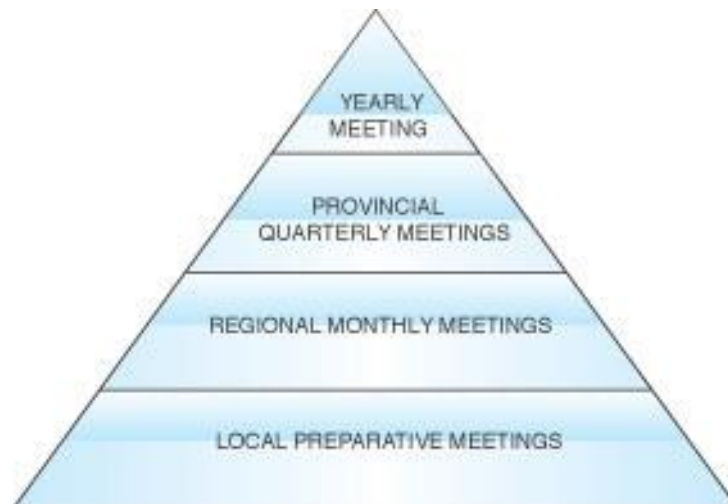 YEARLY
MEETING
PROVINCIAL
QUARTERLY MEETINGS
REGIONAL MONTHLY MEETINGS
LOCAL PREPARATIVE MEETINGS